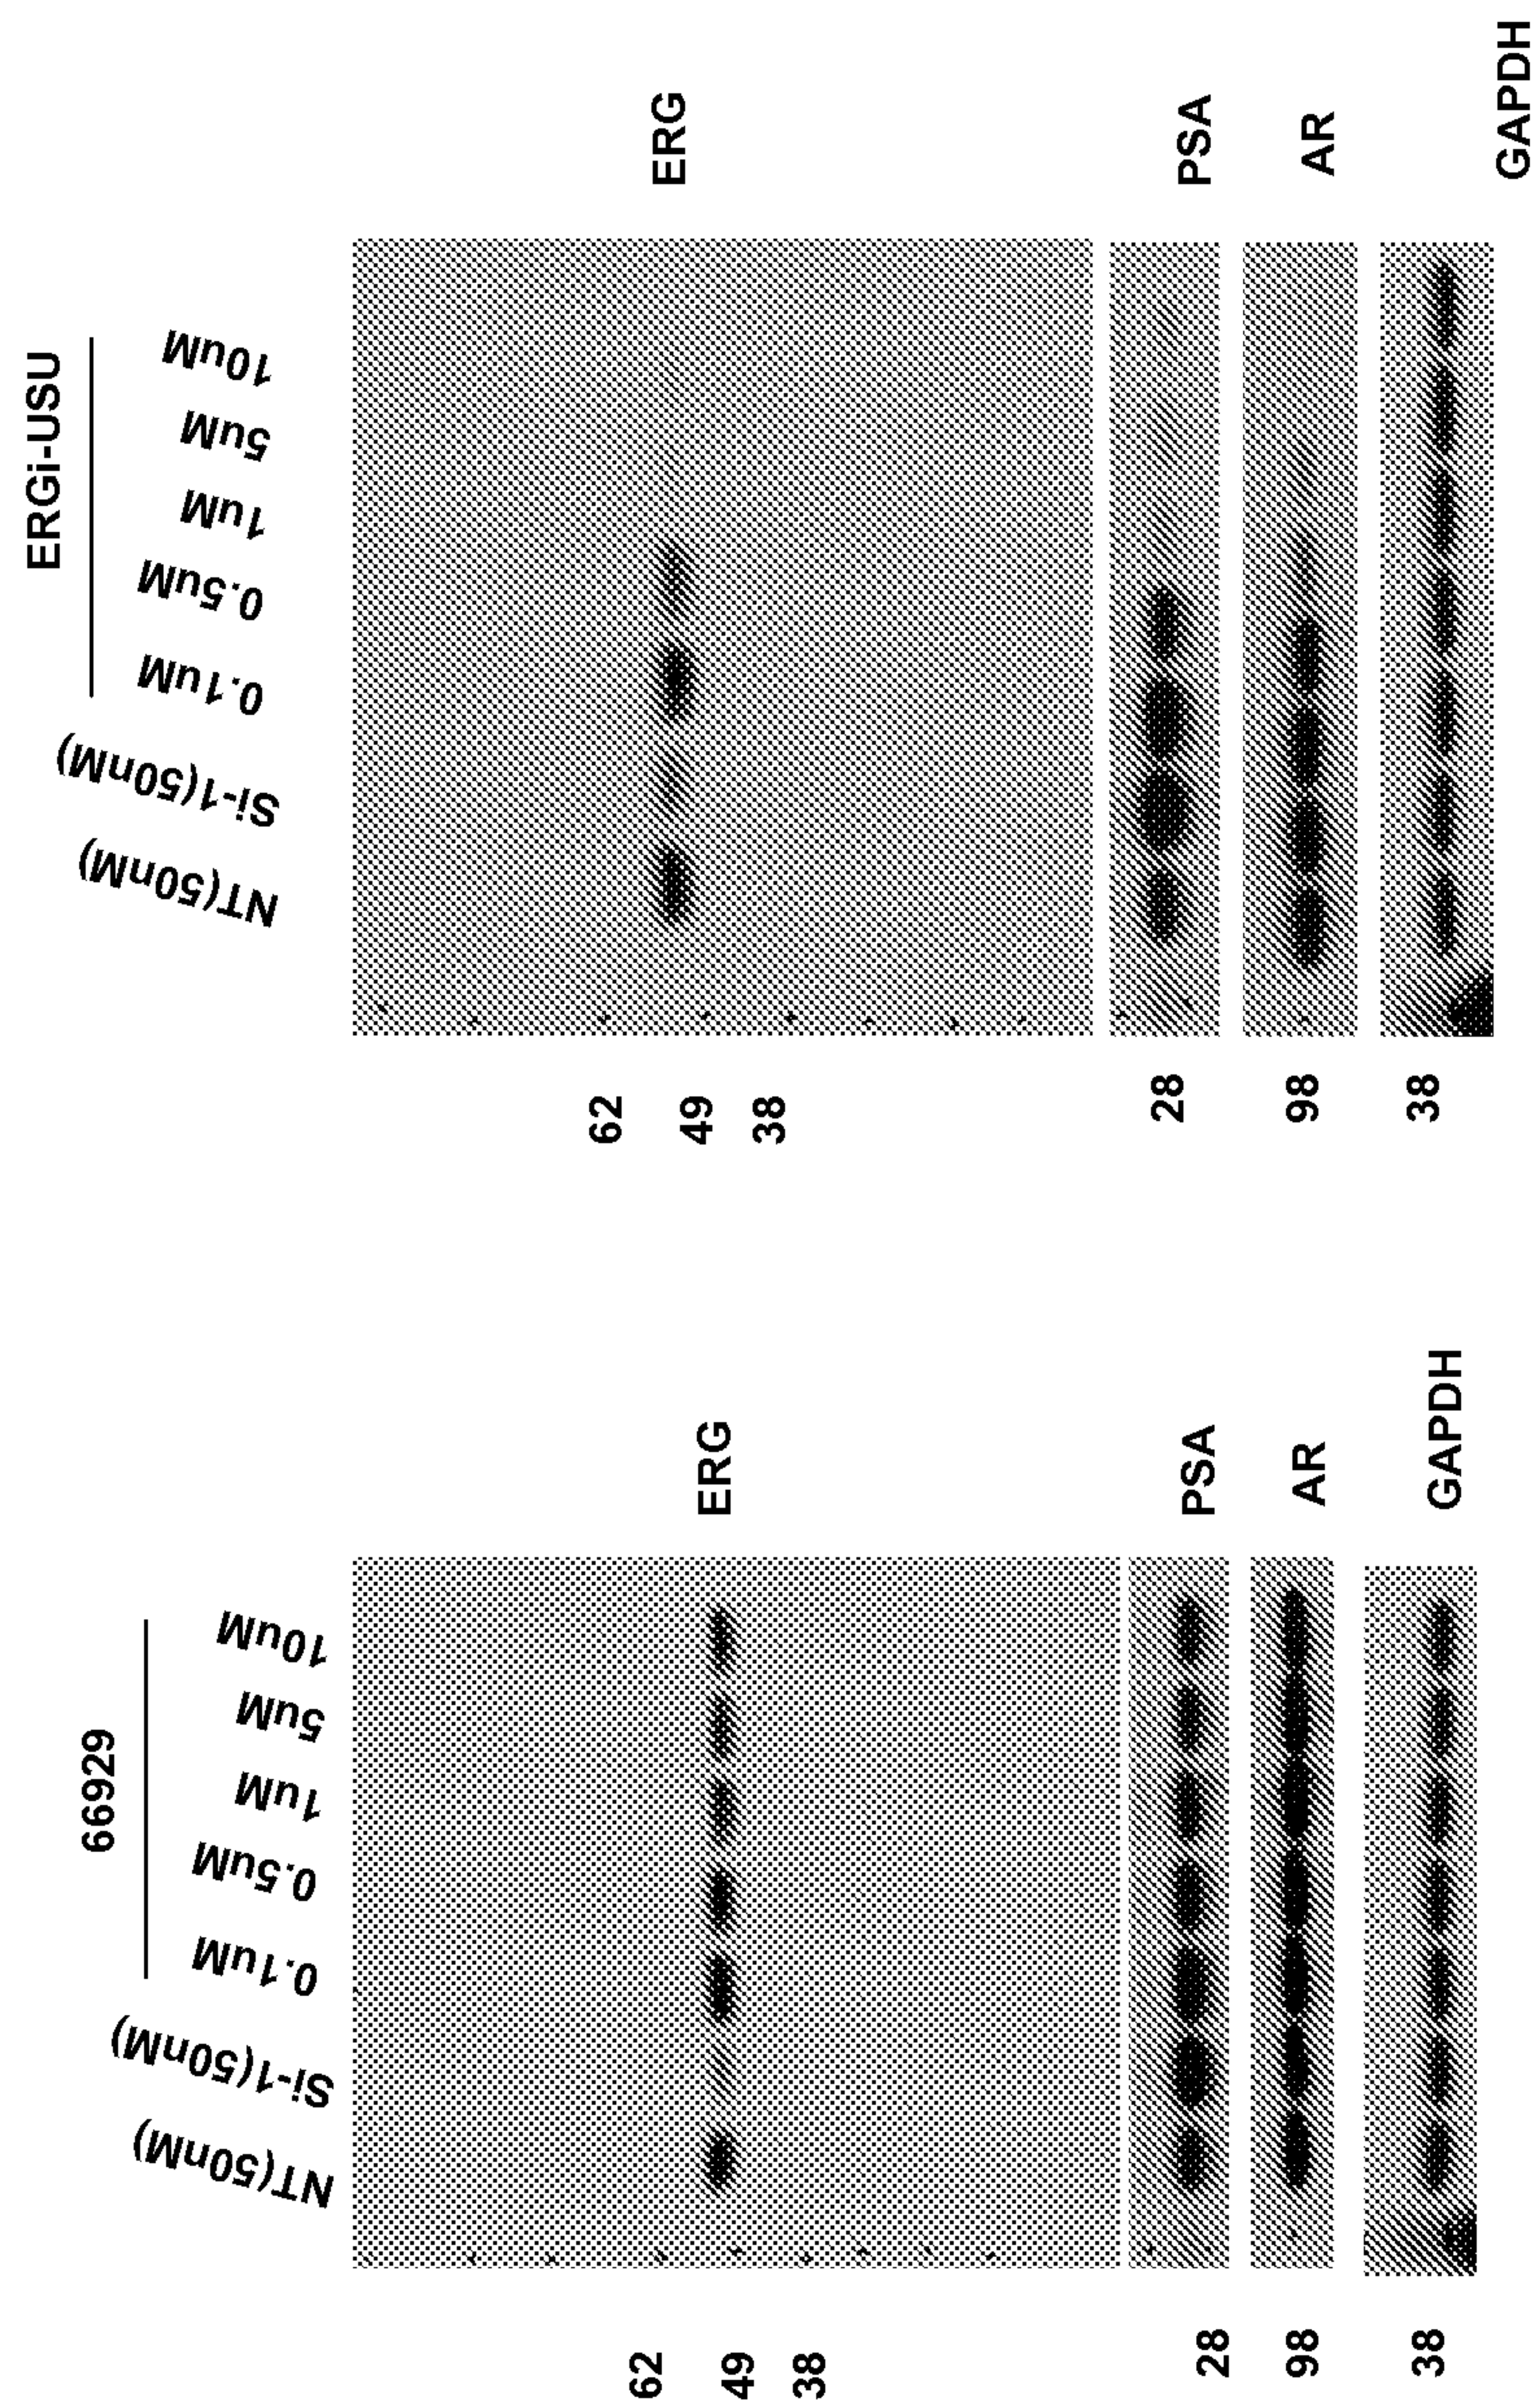 66929
NT(50nM)
Si-1(50nM)
0.1uM
0.5uM
1uM
5uM
10uM
62
49
38
ERG
28
PSA
98
AR
38
GAPDH
ERGi-USU
NT(50nM)
Si-1(50nM)
0.1uM
0.5uM
1uM
5uM
10uM
62
49
38
ERG
28
PSA
98
AR
38
GAPDH